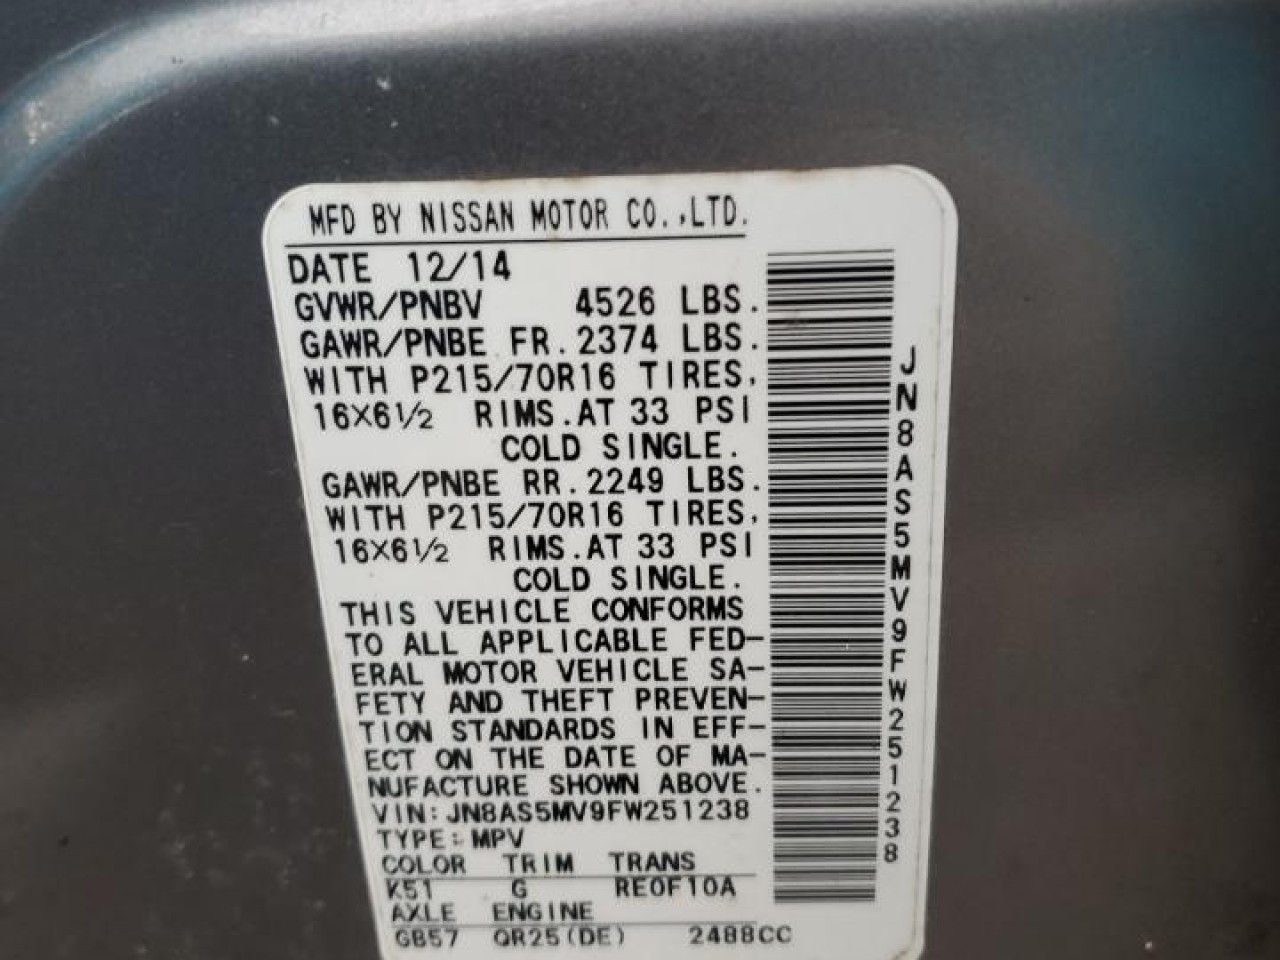 MFD BY NISSAN MOTOR CO.,LTD.
DATE 12/14
GVWR/PNBV 4526 LBS.
GAWR/PNBE FR.2374 LBS.
WITH P215/70R16 TIRES,
16X6½ RIMS.AT 33 PSI
COLD SINGLE.
GAWR/PNBE RR.2249 LBS.
WITH P215/70R16 TIRES,
16X6½ RIMS.AT 33 PSI
COLD SINGLE.
THIS VEHICLE CONFORMS
TO ALL APPLICABLE FED-
ERAL MOTOR VEHICLE SA-
FETY AND THEFT PREVEN-
TION STANDARDS IN EFF-
ECT ON THE DATE OF MA-
NUFACTURE SHOWN ABOVE.
VIN:JN8AS5MV9FW251238
TYPE:MPV
COLOR TRIM TRANS
K51 G RE0F10A
AXLE ENGINE
GB57 QR25(DE) 2488CC
JN8AS5MV9FW251238